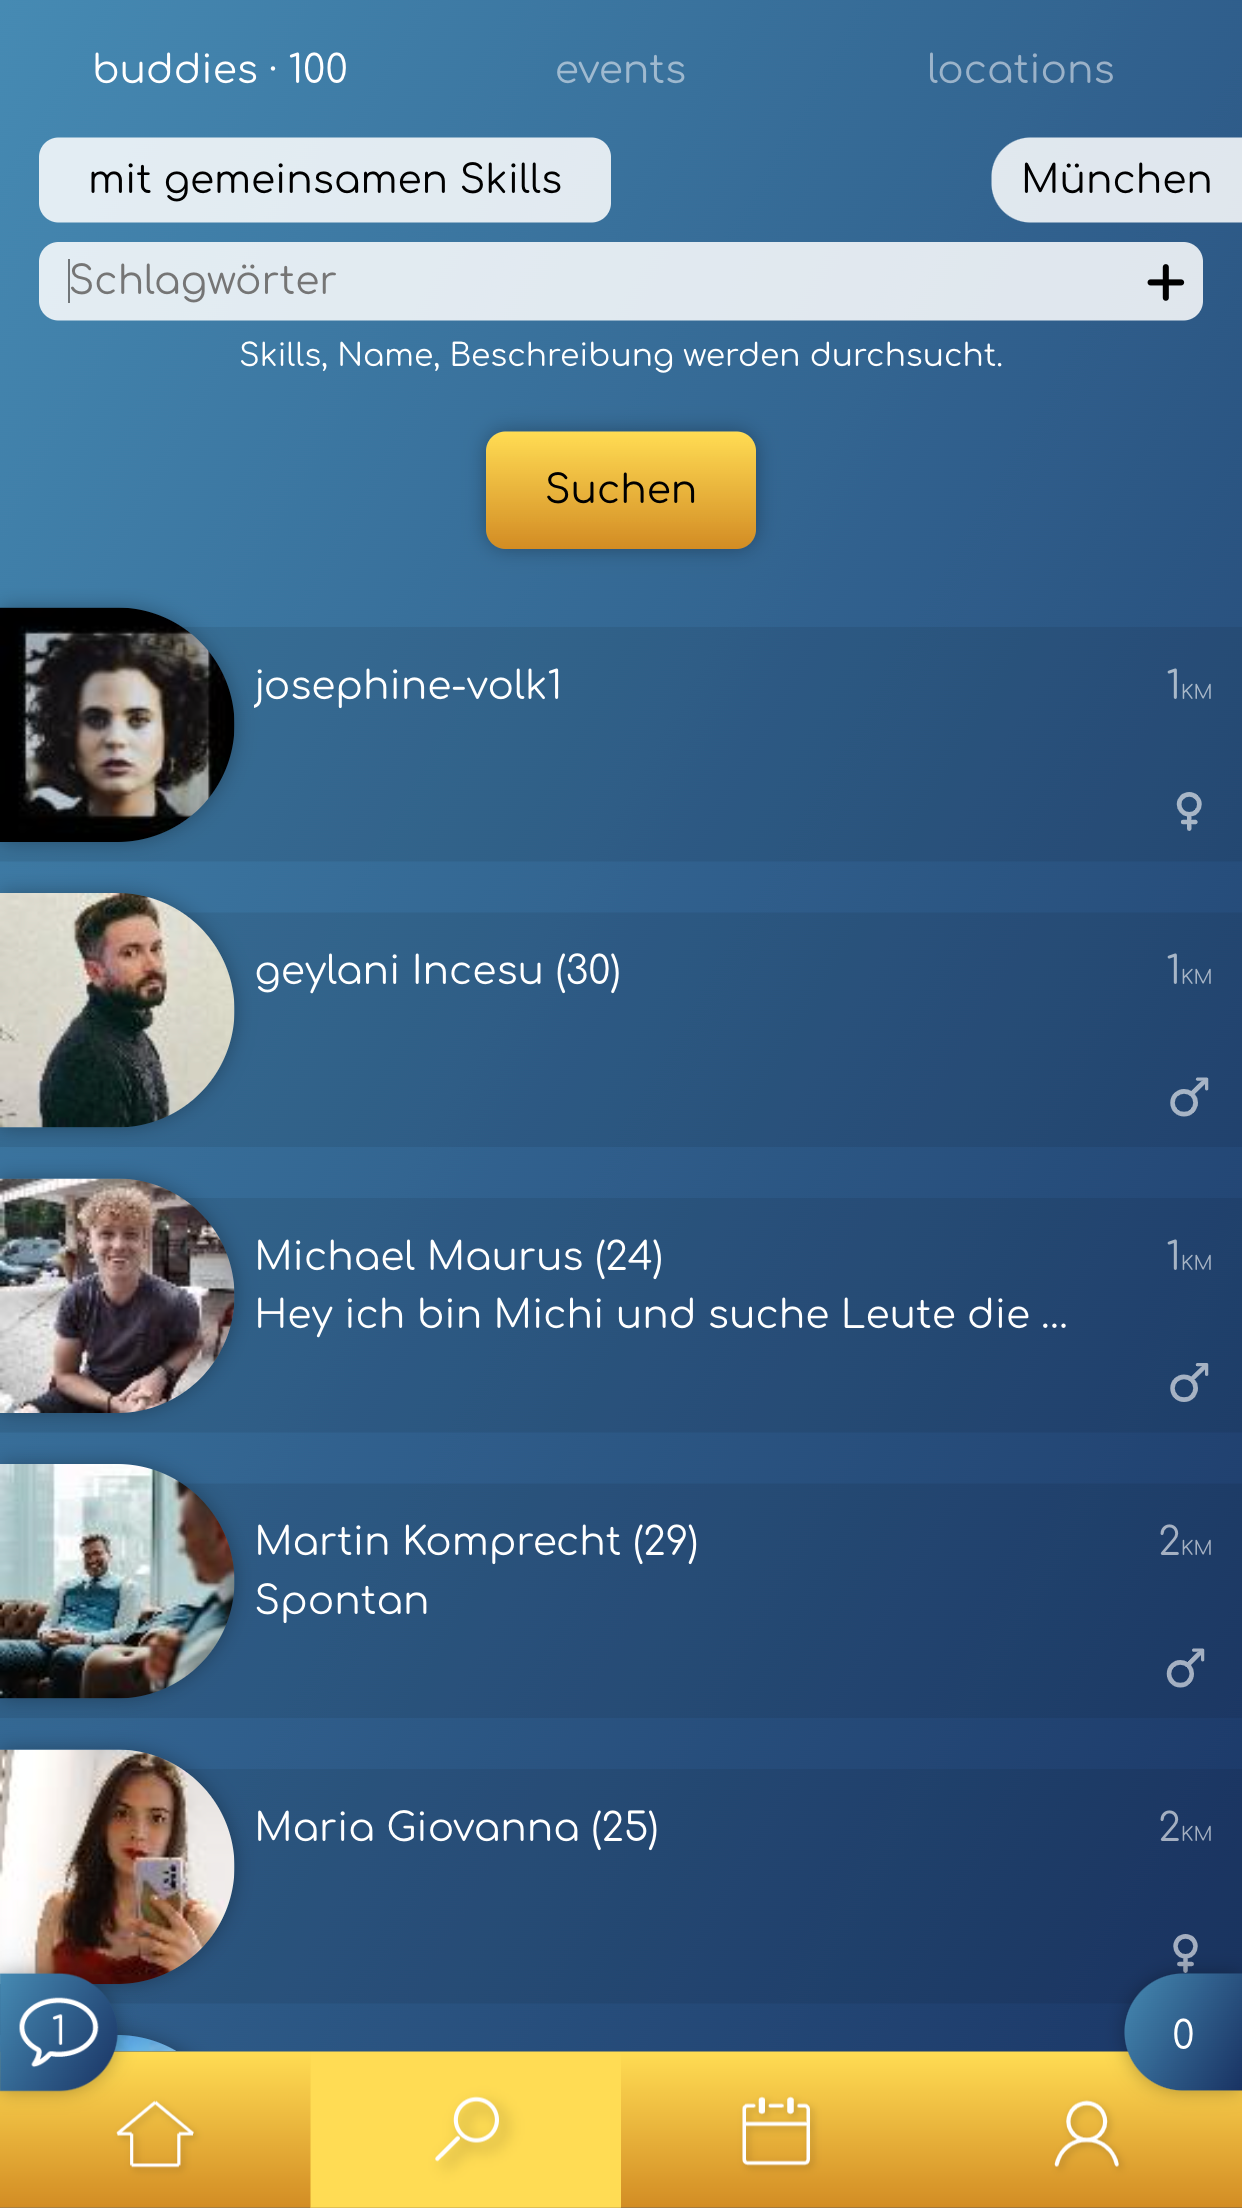 buddies · 100 events locations
mit gemeinsamen Skills München
Schlagwörter
Skills, Name, Beschreibung werden durchsucht.
Suchen
josephine-volk1 1KM
geylani Incesu (30) 1KM
Michael Maurus (24) 1KM
Hey ich bin Michi und suche Leute die ...
Martin Komprecht (29) 2KM
Spontan
Maria Giovanna (25) 2KM
1 0